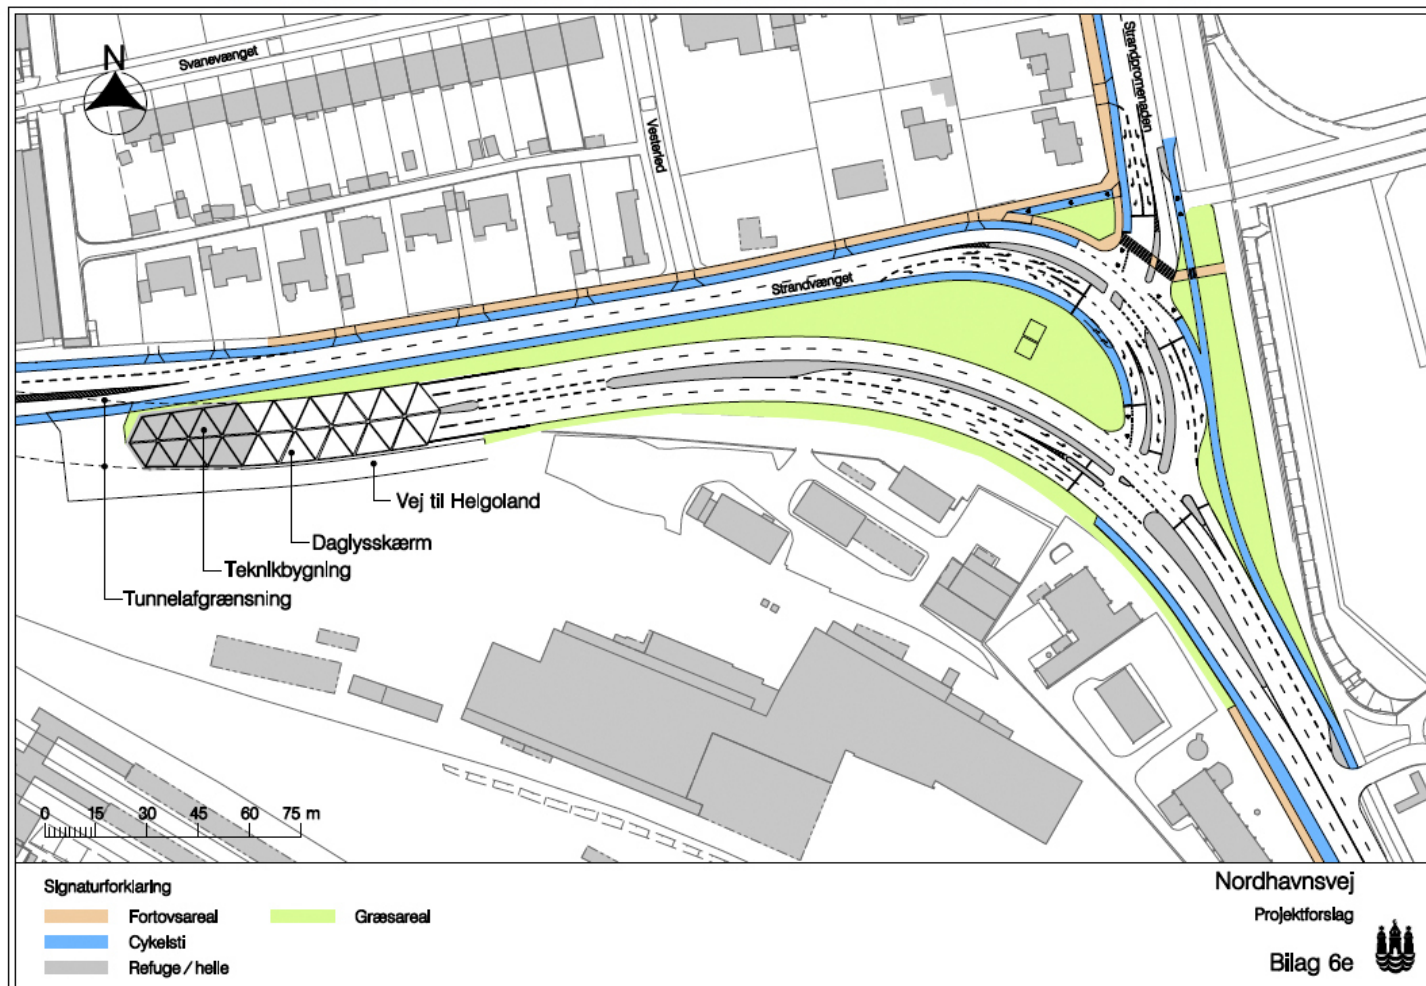 N
Svanevænget
Vesterled
Strandpromenaden
Strandvænget
Vej til Helgoland
Daglysskærm
Teknikbygning
Tunnelafgrænsning
0 15 30 45 60 75 m
Signaturforklaring
Fortovsareal
Græsareal
Cykelsti
Refuge / helle
Nordhavnsvej
Projektforslag
Bilag 6e